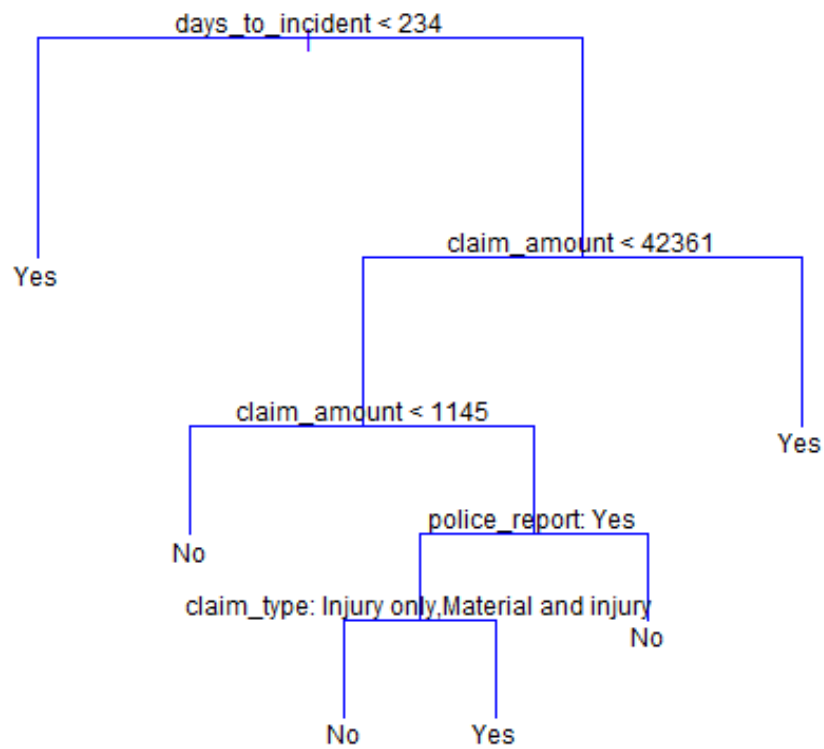 days_to_incident < 234
claim_amount < 42361
Yes
claim_amount < 1145
Yes
police_report: Yes
No
claim_type: Injury only,Material and injury
No
No
Yes